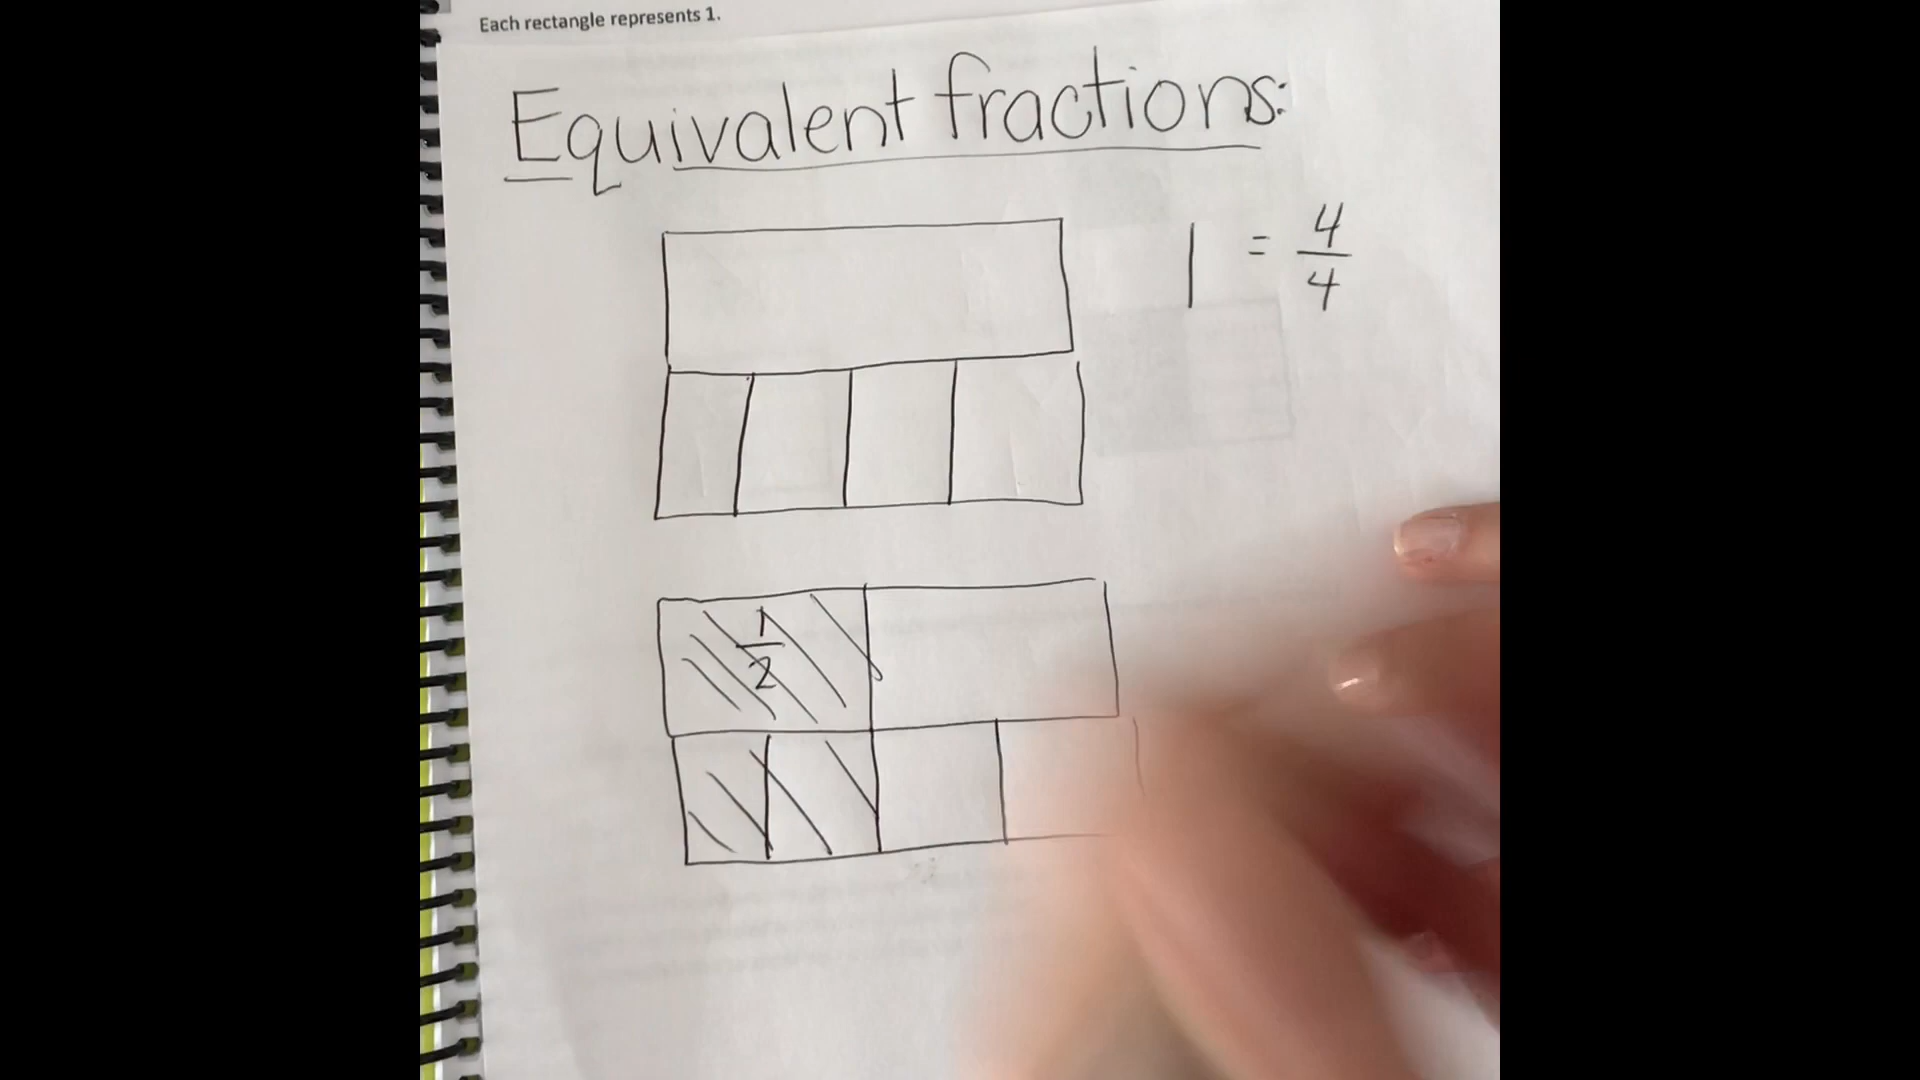 Each rectangle represents 1.
Equivalent fractions:
1 = 4/4
1/2